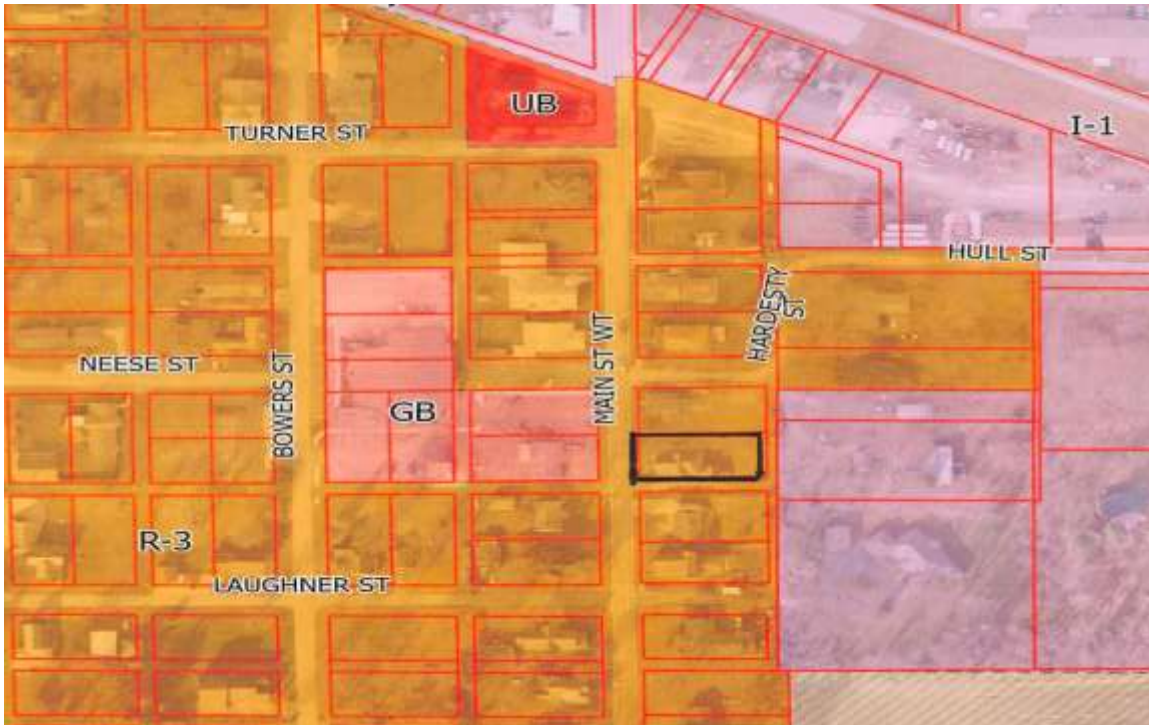 UB
I-1
TURNER ST
HULL ST
HARDESTY
ST
NEESE ST
BOWERS ST
MAIN ST WT
GB
R-3
LAUGHNER ST